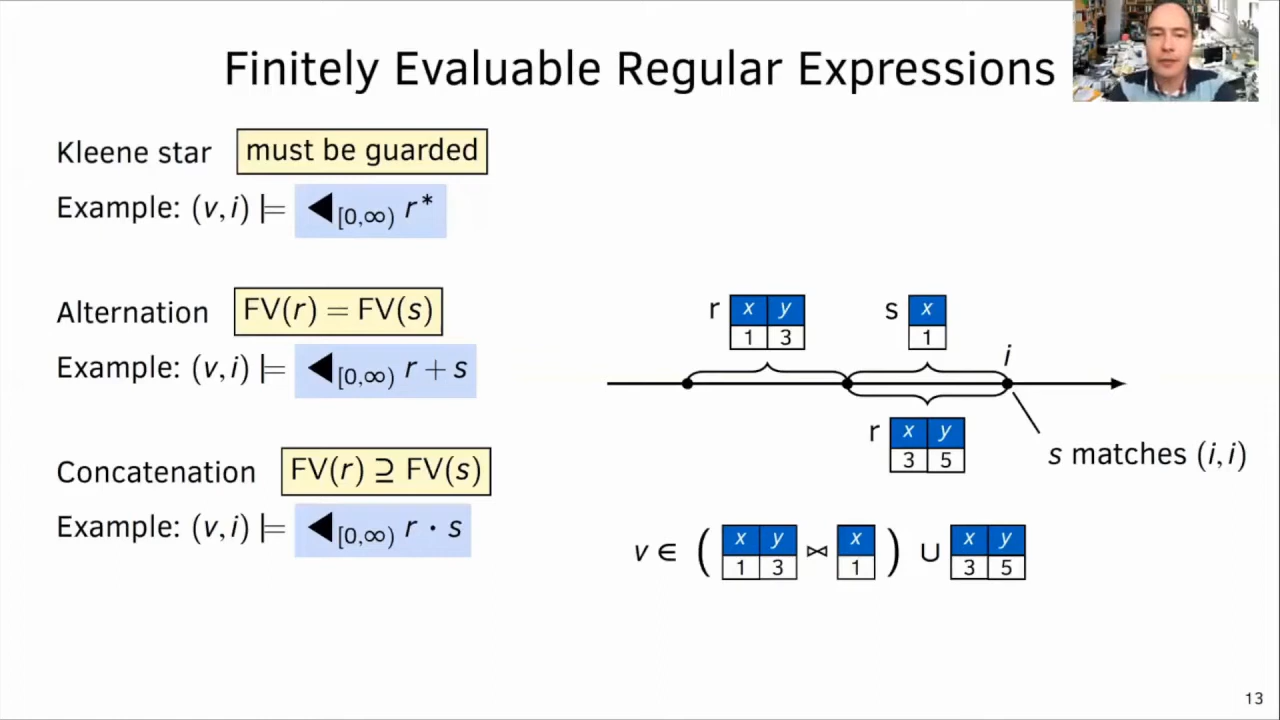 Finitely Evaluable Regular Expressions
Kleene star must be guarded
Example: (v, i) ⊨ ◀[0,∞) r*
Alternation FV(r) = FV(s)
Example: (v, i) ⊨ ◀[0,∞) r + s
Concatenation FV(r) ⊇ FV(s)
Example: (v, i) ⊨ ◀[0,∞) r · s
r x y s x
1 3 1
i
r x y
3 5
s matches (i, i)
v ∈ ( x y ⋈ x ) ∪ x y
1 3 1 3 5
13